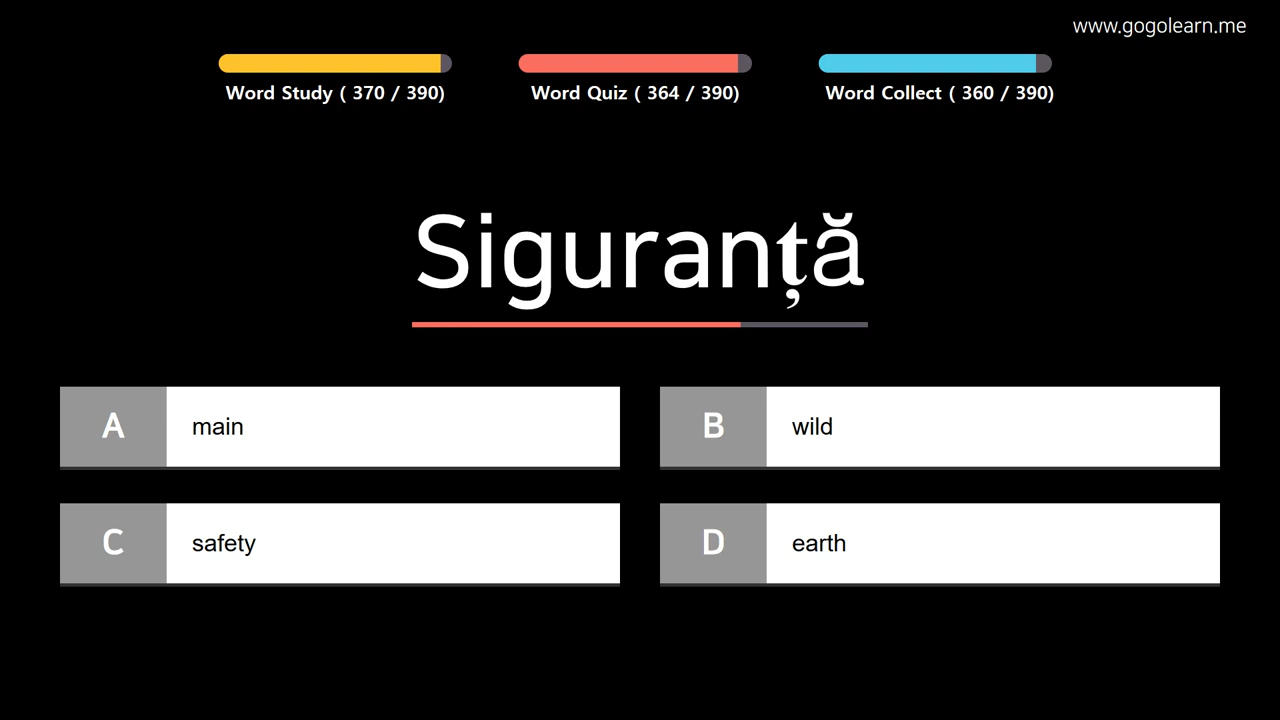 www.gogolearn.me
Word Study ( 370 / 390)
Word Quiz ( 364 / 390)
Word Collect ( 360 / 390)
Siguranță
A main
B wild
C safety
D earth